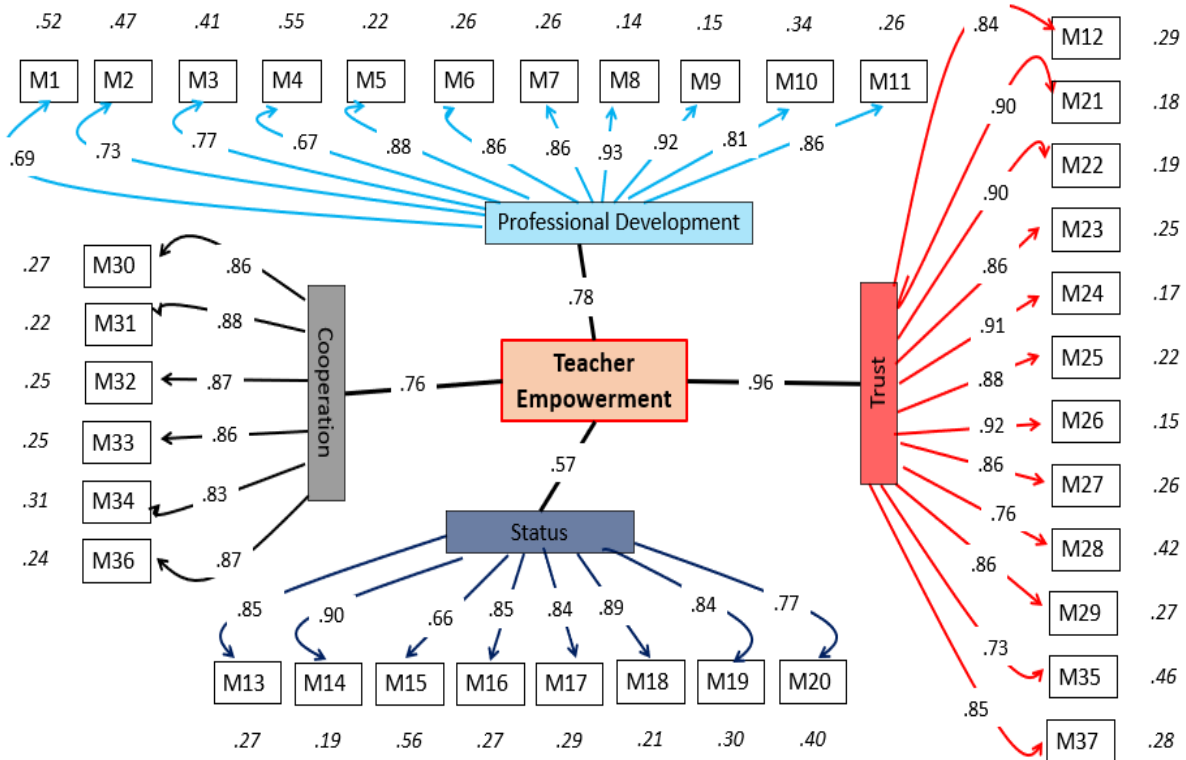 .52 .47 .41 .55 .22 .26 .26 .14 .15 .34 .26
M1 M2 M3 M4 M5 M6 M7 M8 M9 M10 M11
.69 .73 .77 .67 .88 .86 .86 .93 .92 .81 .86
Professional Development
.78
Teacher
Empowerment
.76
.96
.57
Cooperation
.27 M30 .86
.22 M31 .88
.25 M32 .87
.25 M33 .86
.31 M34 .83
.24 M36 .87
Status
.85 .90 .66 .85 .84 .89 .84 .77
M13 M14 M15 M16 M17 M18 M19 M20
.27 .19 .56 .27 .29 .21 .30 .40
Trust
.84 M12 .29
.90 M21 .18
.90 M22 .19
.86 M23 .25
.91 M24 .17
.88 M25 .22
.92 M26 .15
.86 M27 .26
.76 M28 .42
.86 M29 .27
.73 M35 .46
.85 M37 .28